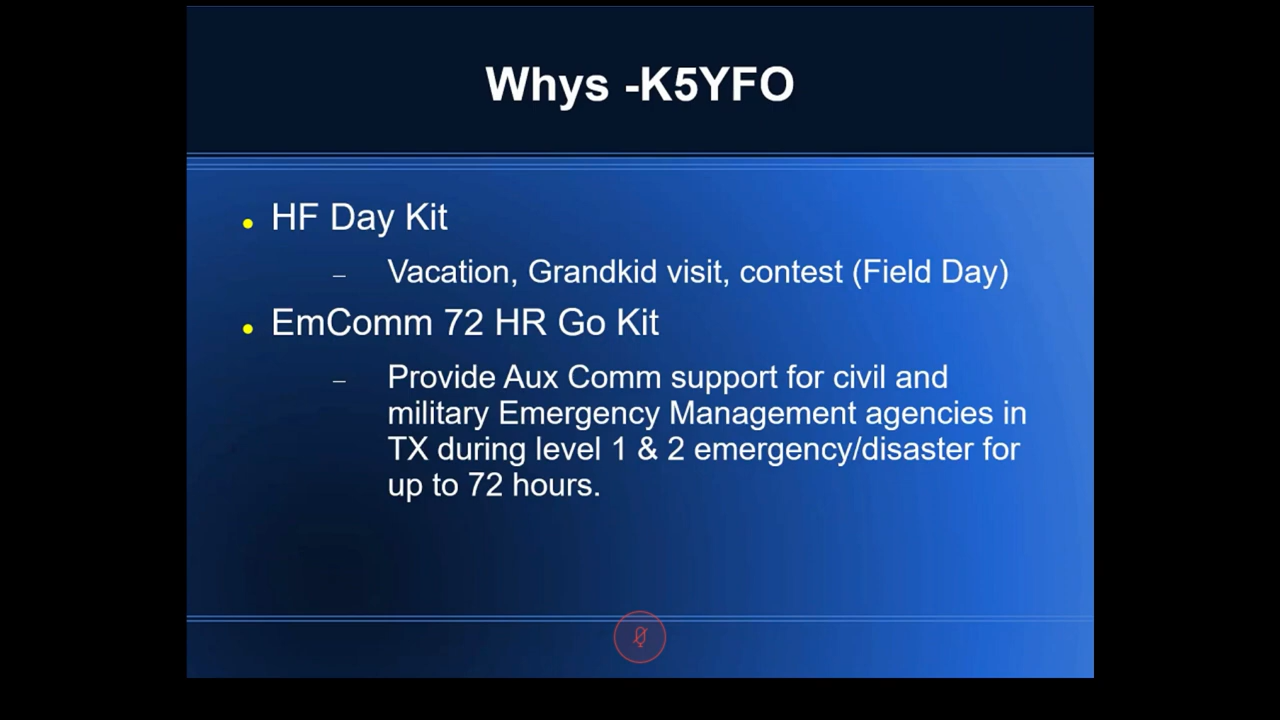 Whys -K5YFO
• HF Day Kit
– Vacation, Grandkid visit, contest (Field Day)
• EmComm 72 HR Go Kit
– Provide Aux Comm support for civil and
military Emergency Management agencies in
TX during level 1 & 2 emergency/disaster for
up to 72 hours.